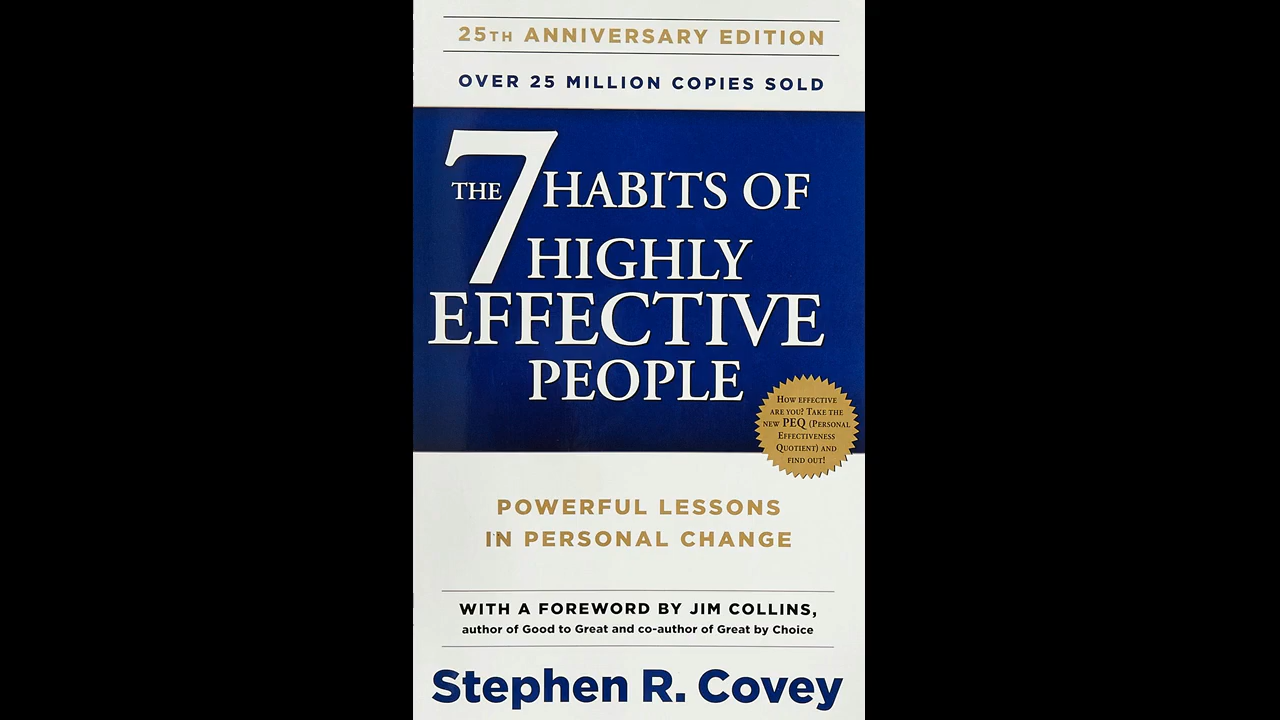 25TH ANNIVERSARY EDITION
OVER 25 MILLION COPIES SOLD
THE 7 HABITS OF
HIGHLY
EFFECTIVE
PEOPLE
HOW EFFECTIVE
ARE YOU? TAKE THE
NEW PEQ (PERSONAL
EFFECTIVENESS
QUOTIENT) AND
FIND OUT!
POWERFUL LESSONS
IN PERSONAL CHANGE
WITH A FOREWORD BY JIM COLLINS,
author of Good to Great and co-author of Great by Choice
Stephen R. Covey